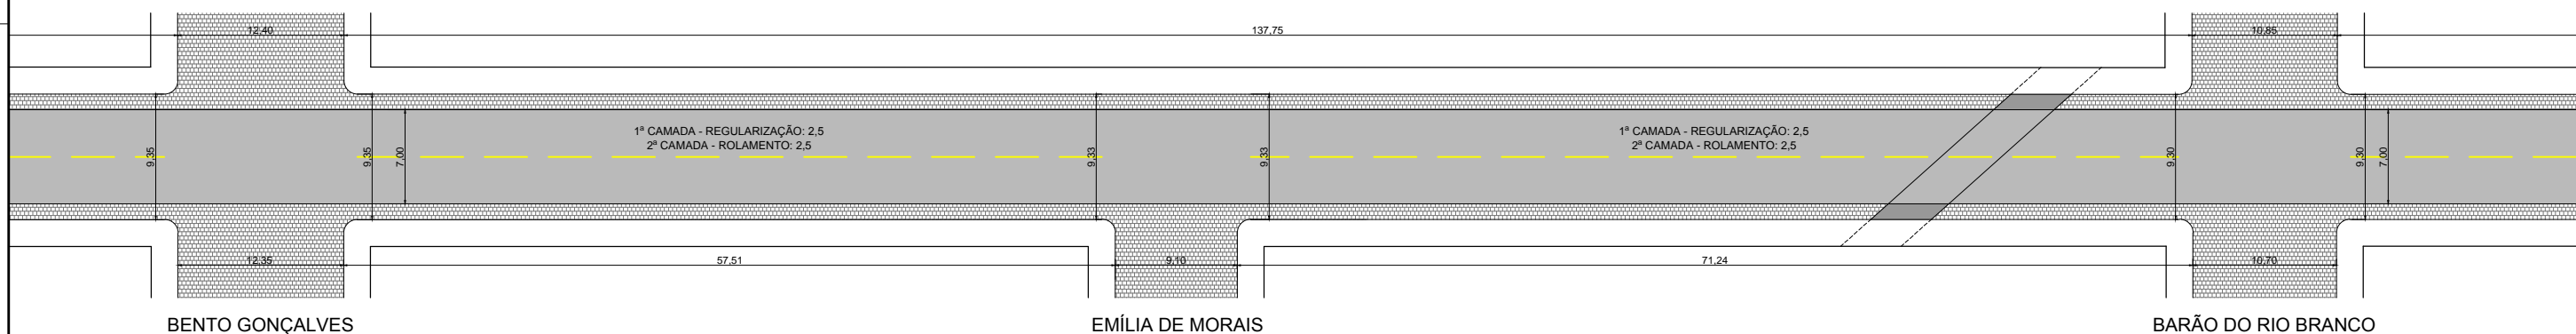 12,40
137,75
10,85
1ª CAMADA - REGULARIZAÇÃO: 2,5
2ª CAMADA - ROLAMENTO: 2,5
1ª CAMADA - REGULARIZAÇÃO: 2,5
2ª CAMADA - ROLAMENTO: 2,5
9,35
9,35
7,00
9,33
9,33
9,30
9,30
7,00
12,35
57,51
9,10
71,24
10,70
BENTO GONÇALVES
EMÍLIA DE MORAIS
BARÃO DO RIO BRANCO